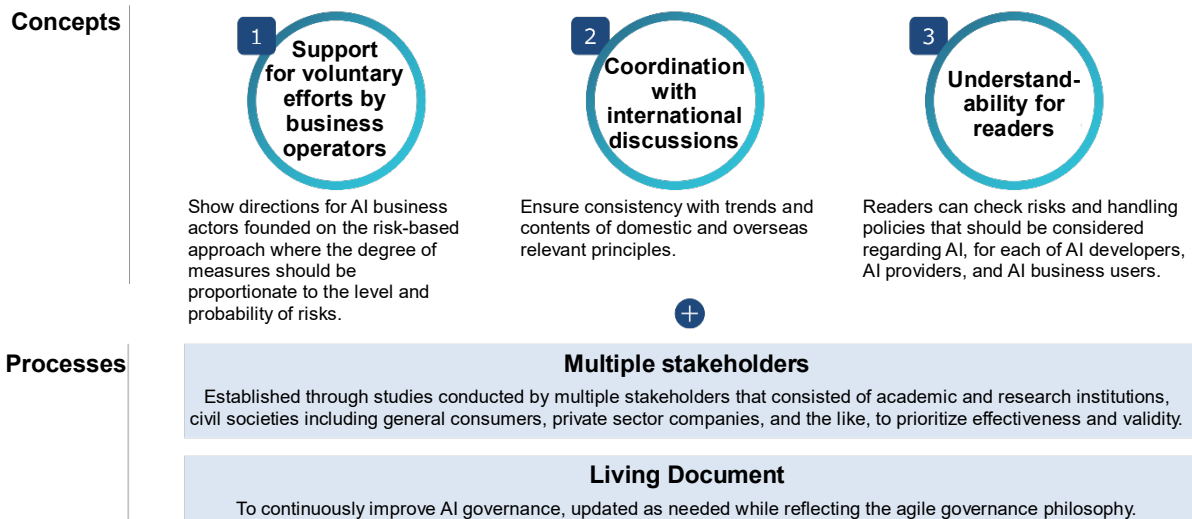 Concepts
1
Support
for voluntary
efforts by
business
operators
Show directions for AI business
actors founded on the risk-based
approach where the degree of
measures should be
proportionate to the level and
probability of risks.
2
Coordination
with
international
discussions
Ensure consistency with trends and
contents of domestic and overseas
relevant principles.
3
Understand-
ability for
readers
Readers can check risks and handling
policies that should be considered
regarding AI, for each of AI developers,
AI providers, and AI business users.
+
Processes
Multiple stakeholders
Established through studies conducted by multiple stakeholders that consisted of academic and research institutions,
civil societies including general consumers, private sector companies, and the like, to prioritize effectiveness and validity.
Living Document
To continuously improve AI governance, updated as needed while reflecting the agile governance philosophy.